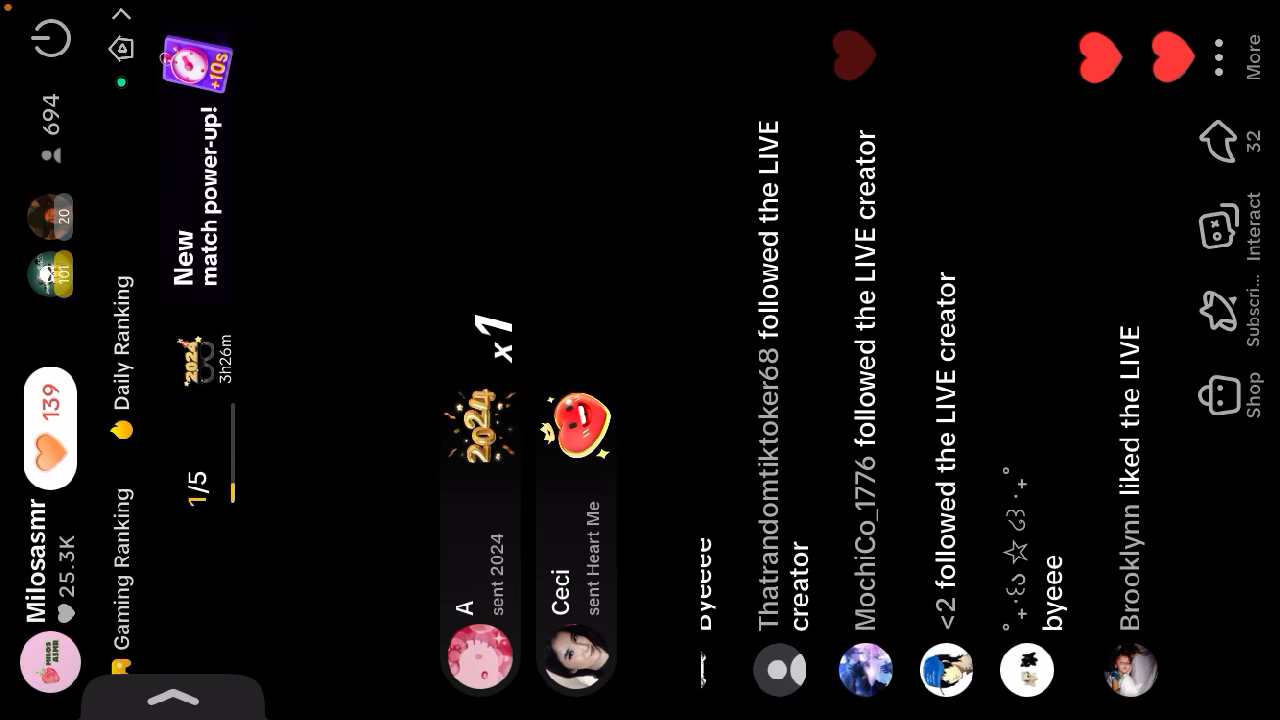 Milosasmr
25.3K
139
101
20
694
Gaming Ranking
Daily Ranking
1/5
2024
3h26m
New
match power-up!
+10s
A
sent 2024
2024
x1
Ceci
sent Heart Me
Byeeee
Thatrandomtiktoker68 followed the LIVE
creator
MochiCo_1776 followed the LIVE creator
<2 followed the LIVE creator
byeee
Brooklynn liked the LIVE
Shop
Subscri...
Interact
32
More